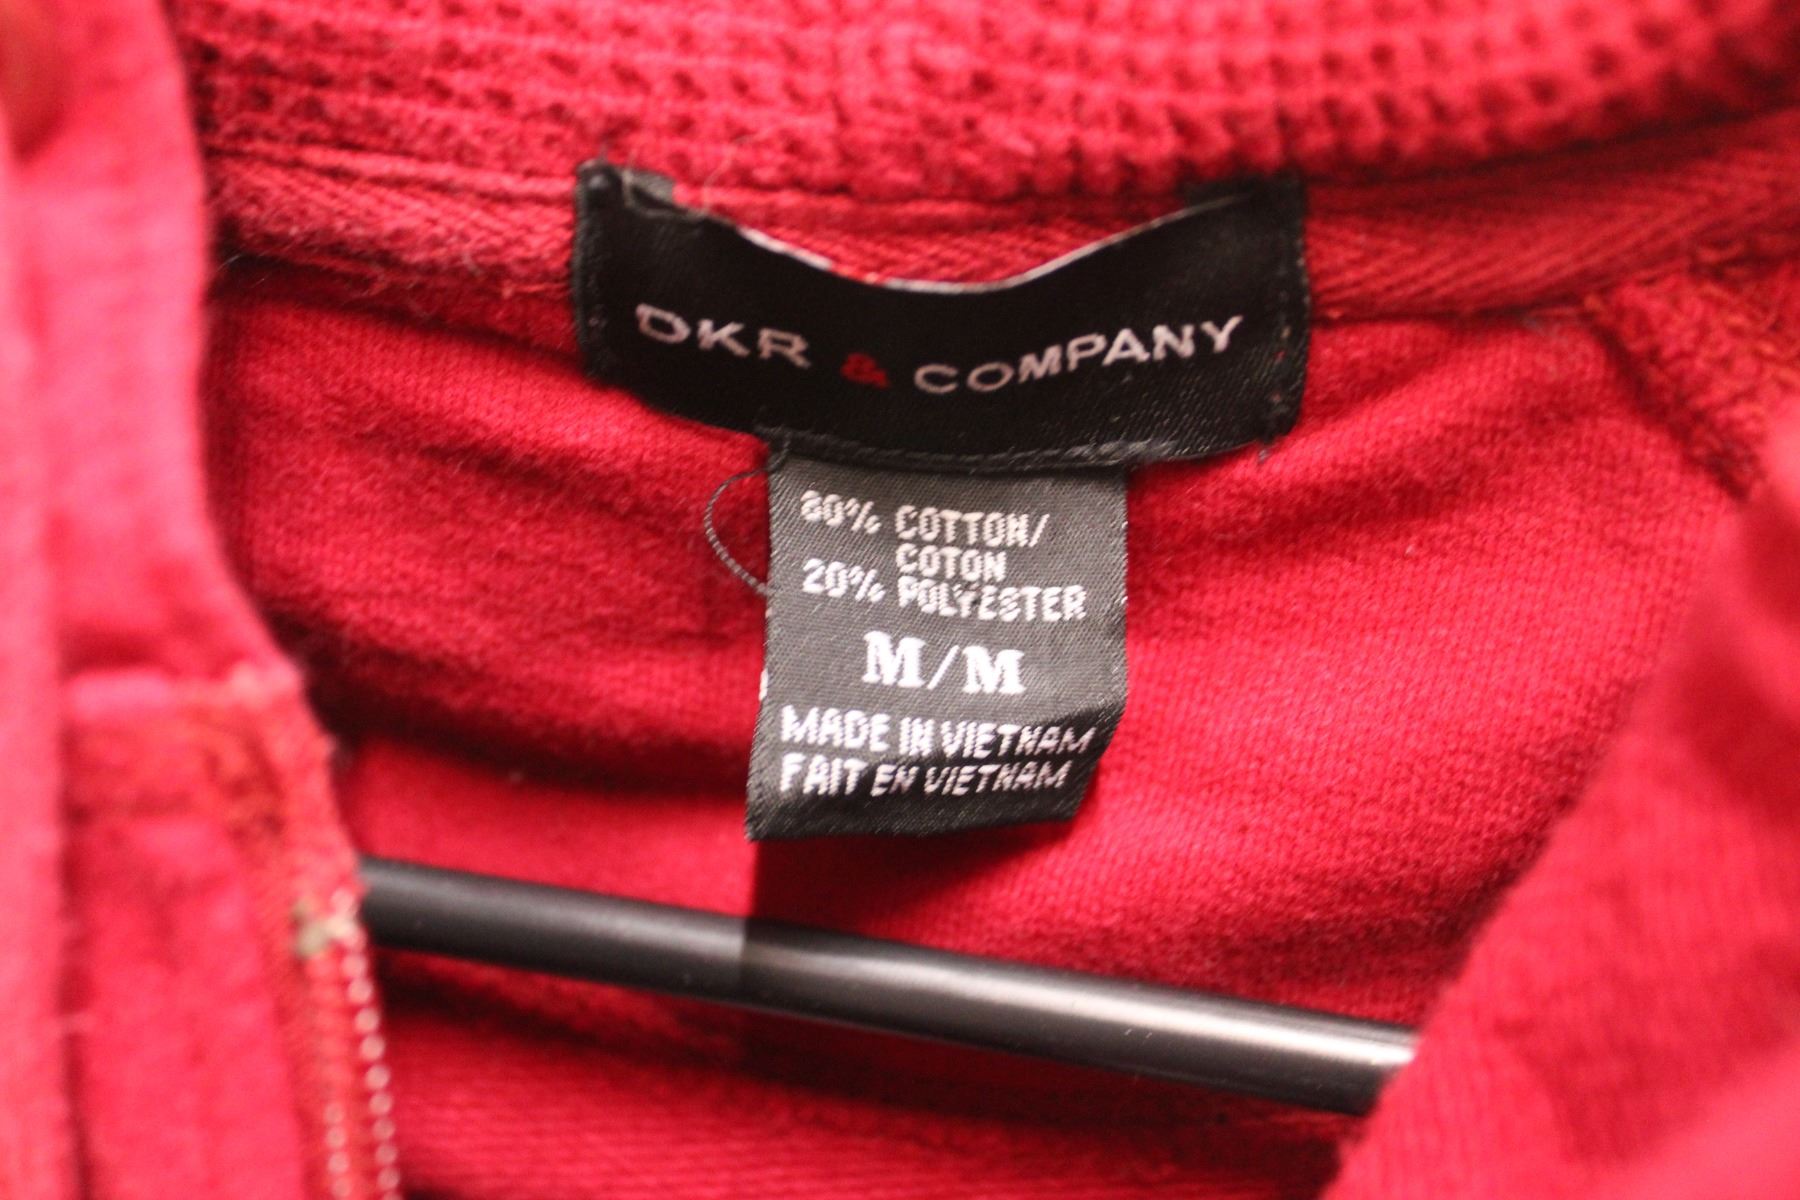 DKR & COMPANY
80% COTTON/
COTON
20% POLYESTER
M/M
MADE IN VIETNAM
FAIT EN VIETNAM